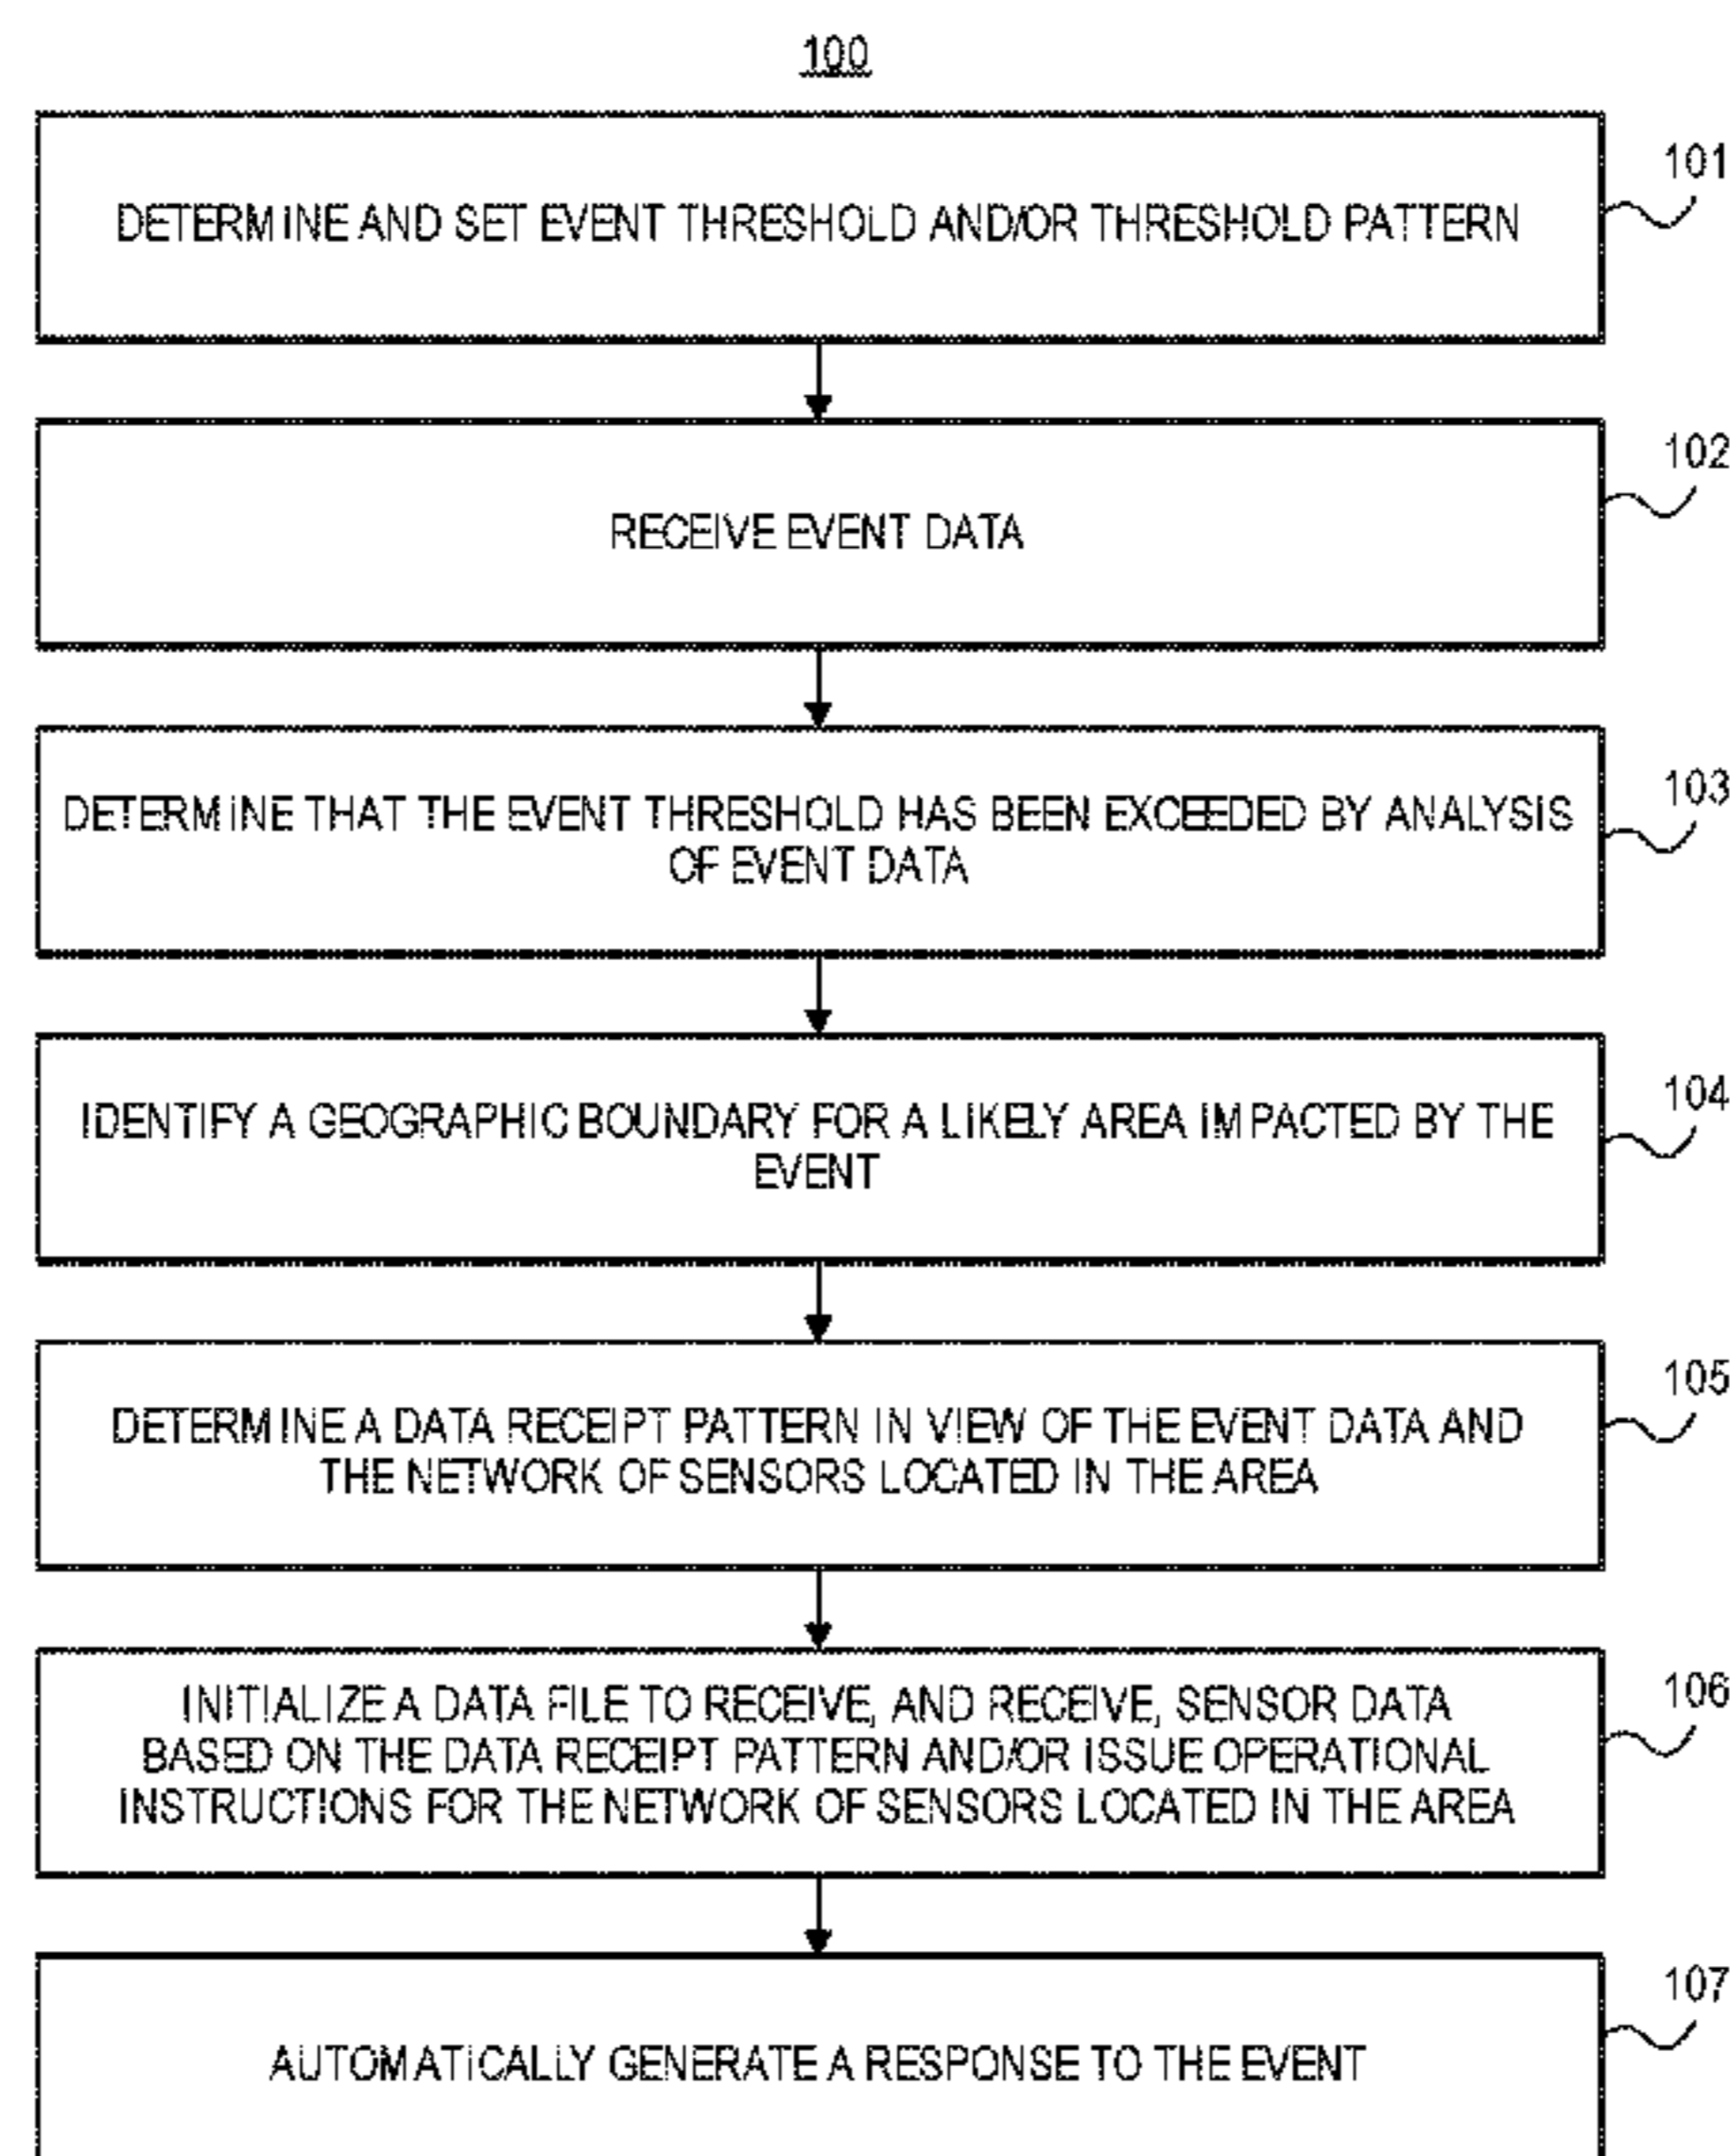 100
DETERMINE AND SET EVENT THRESHOLD AND/OR THRESHOLD PATTERN
101
RECEIVE EVENT DATA
102
DETERMINE THAT THE EVENT THRESHOLD HAS BEEN EXCEEDED BY ANALYSIS
OF EVENT DATA
103
IDENTIFY A GEOGRAPHIC BOUNDARY FOR A LIKELY AREA IMPACTED BY THE
EVENT
104
DETERMINE A DATA RECEIPT PATTERN IN VIEW OF THE EVENT DATA AND
THE NETWORK OF SENSORS LOCATED IN THE AREA
105
INITIALIZE A DATA FILE TO RECEIVE, AND RECEIVE, SENSOR DATA
BASED ON THE DATA RECEIPT PATTERN AND/OR ISSUE OPERATIONAL
INSTRUCTIONS FOR THE NETWORK OF SENSORS LOCATED IN THE AREA
106
AUTOMATICALLY GENERATE A RESPONSE TO THE EVENT
107